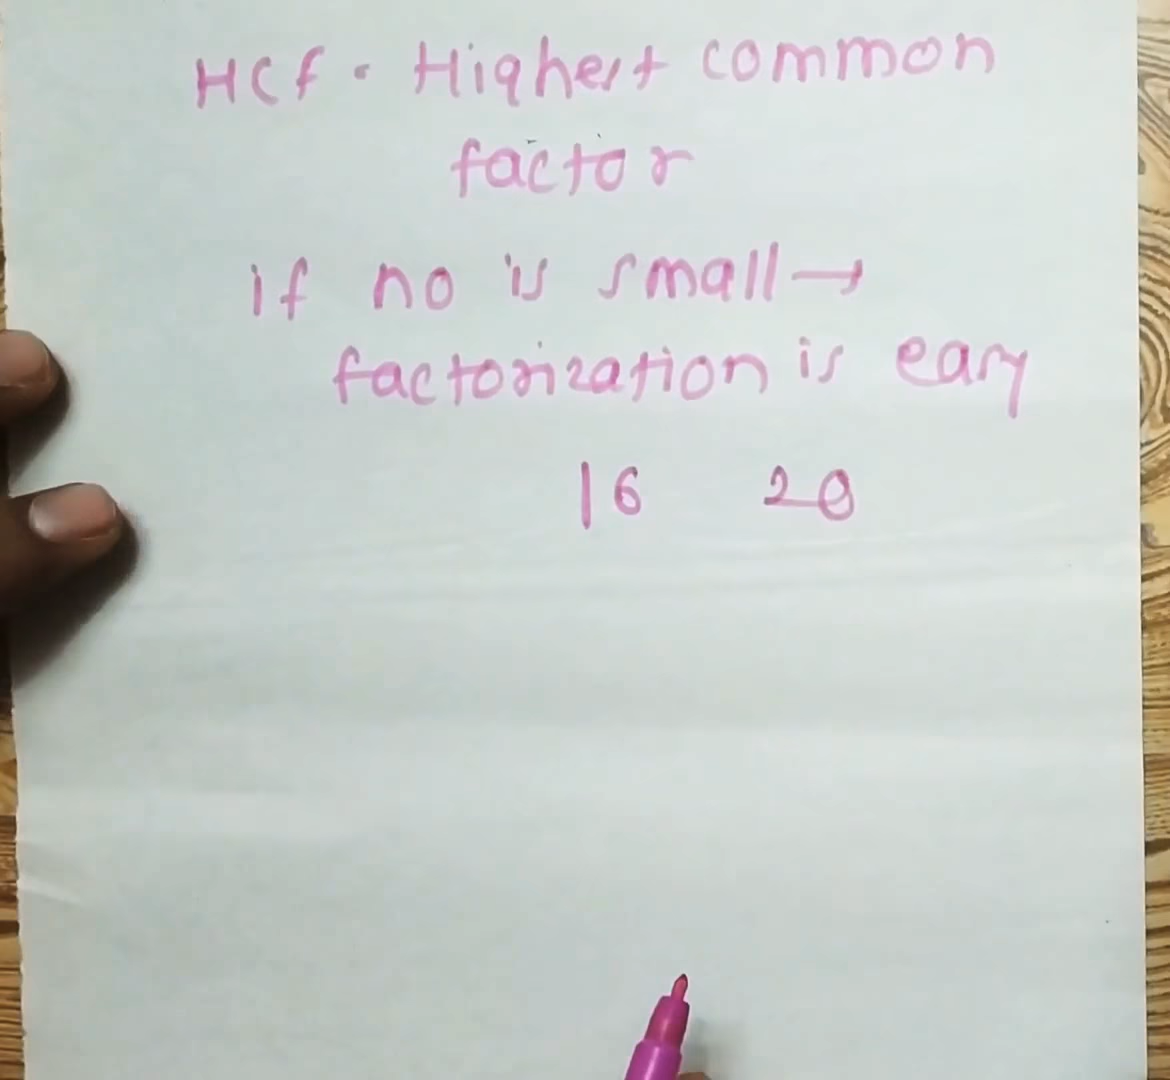 HCf • Highest common
factor
if no is small →
factorization is easy
16 20